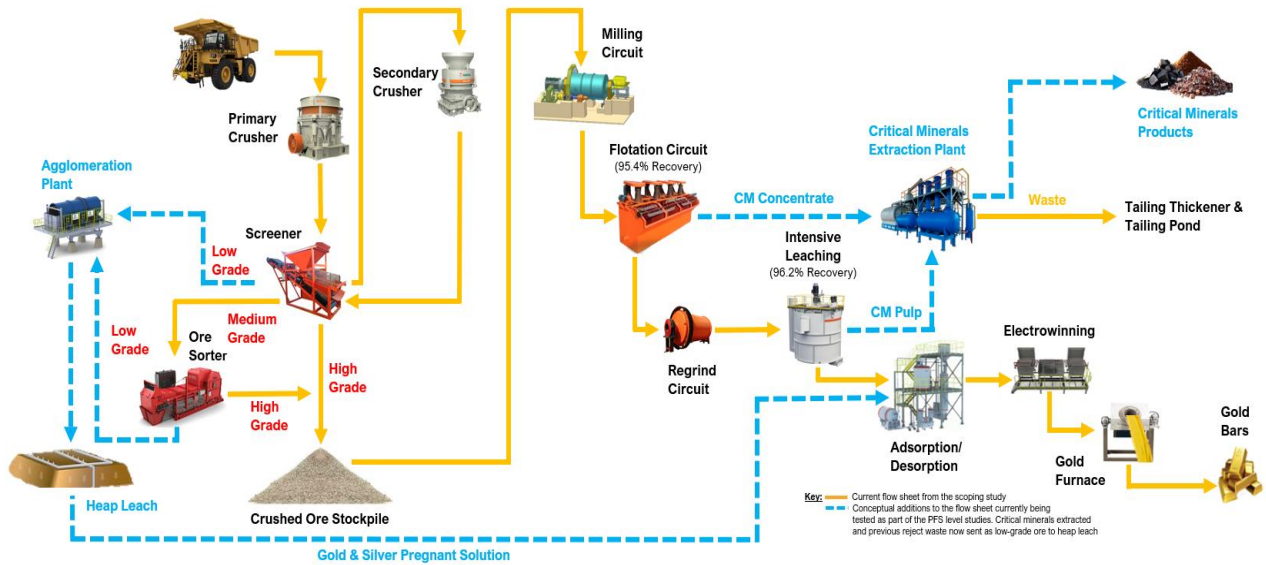 Milling
Circuit
Secondary
Crusher
Primary
Crusher
Critical Minerals
Products
Critical Minerals
Extraction Plant
Flotation Circuit
(95.4% Recovery)
Agglomeration
Plant
CM Concentrate
Waste
Tailing Thickener &
Tailing Pond
Screener
Intensive
Leaching
(96.2% Recovery)
Low
Grade
CM Pulp
Medium
Grade
Low
Grade
Ore
Sorter
Electrowinning
High
Grade
Regrind
Circuit
High
Grade
Gold
Bars
Adsorption/
Desorption
Gold
Furnace
Heap Leach
Crushed Ore Stockpile
Key:
Current flow sheet from the scoping study
Conceptual additions to the flow sheet currently being
tested as part of the PFS level studies. Critical minerals extracted
and previous reject waste now sent as low-grade ore to heap leach
Gold & Silver Pregnant Solution